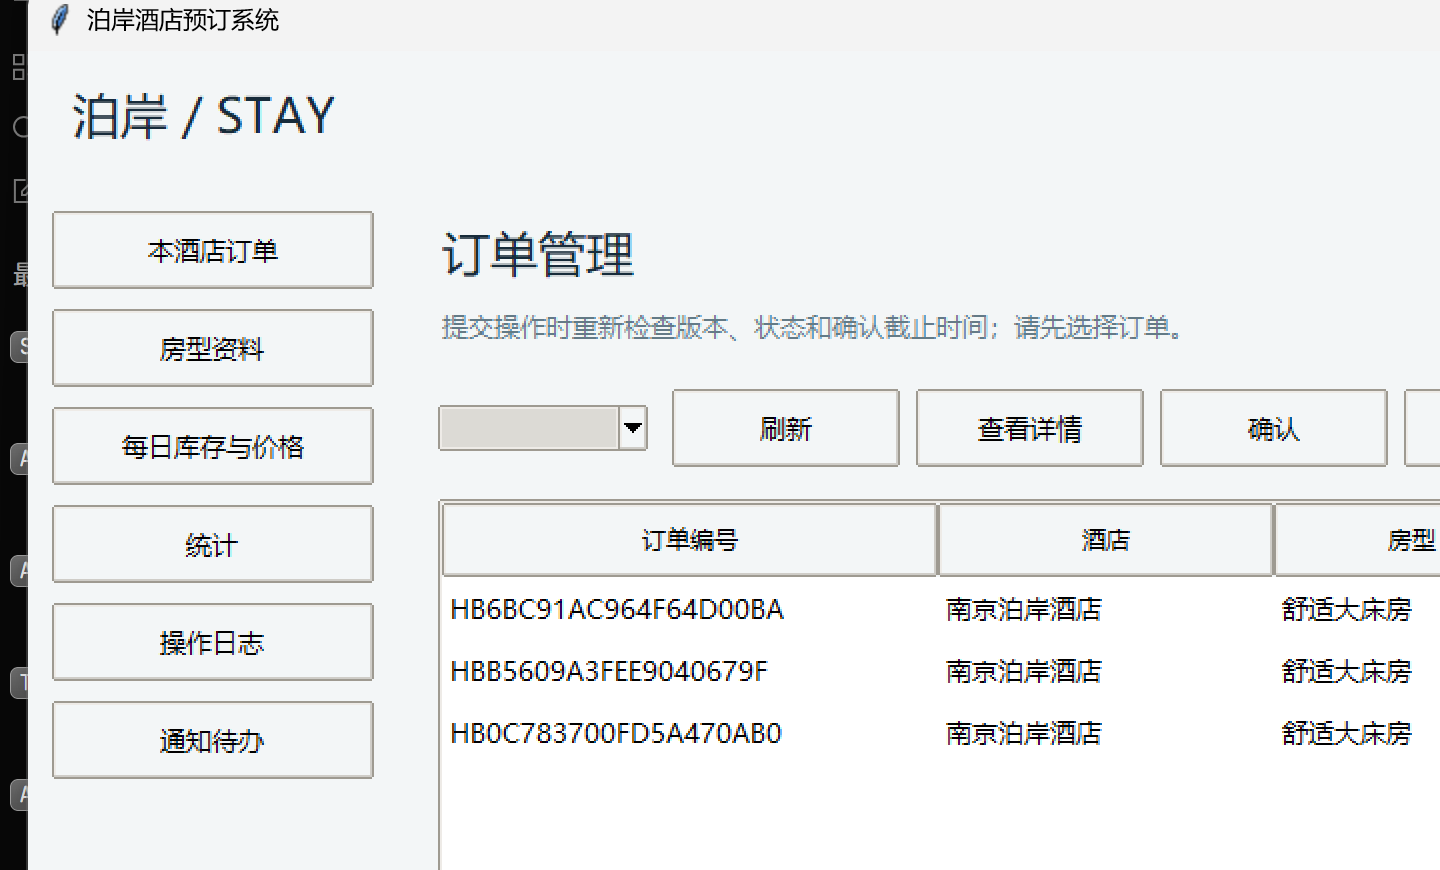 泊岸酒店预订系统
泊岸 / STAY
本酒店订单
房型资料
每日库存与价格
统计
操作日志
通知待办
订单管理
提交操作时重新检查版本、状态和确认截止时间；请先选择订单。
刷新 查看详情 确认
订单编号 酒店 房型
HB6BC91AC964F64D00BA 南京泊岸酒店 舒适大床房
HBB5609A3FEE9040679F 南京泊岸酒店 舒适大床房
HB0C783700FD5A470AB0 南京泊岸酒店 舒适大床房